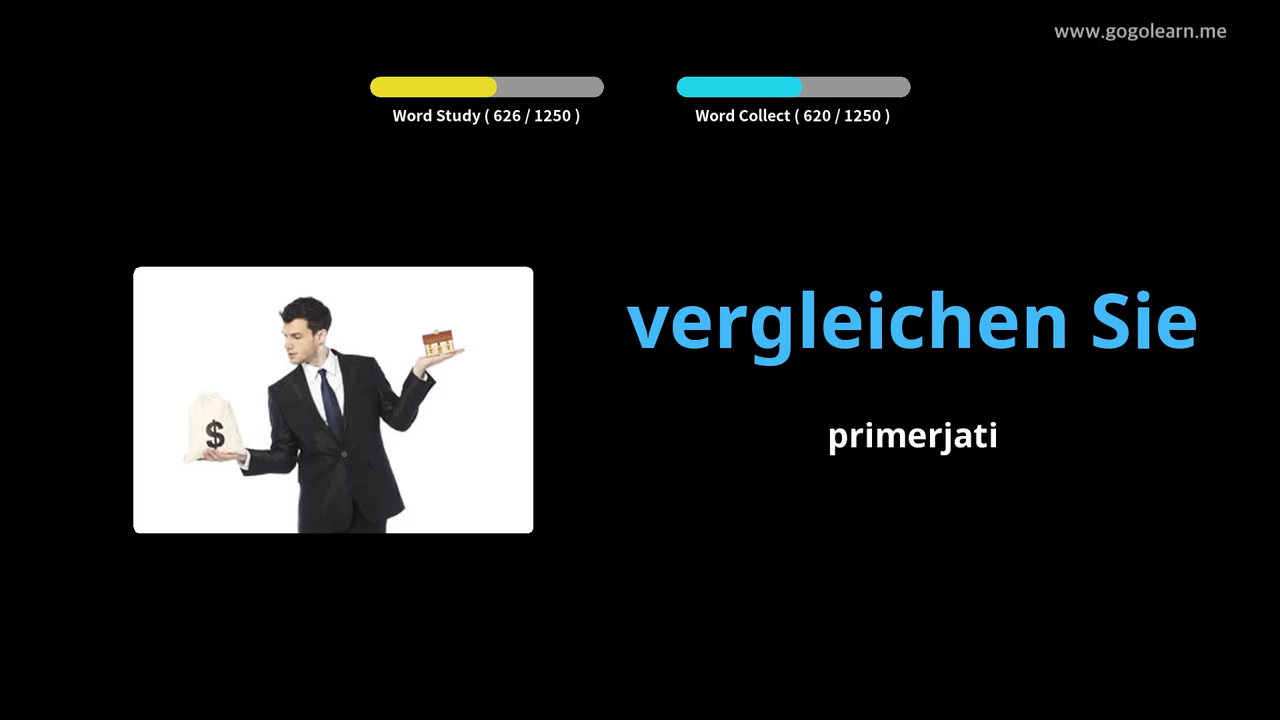 www.gogolearn.me
Word Study ( 626 / 1250 )
Word Collect ( 620 / 1250 )
vergleichen Sie
primerjati
$